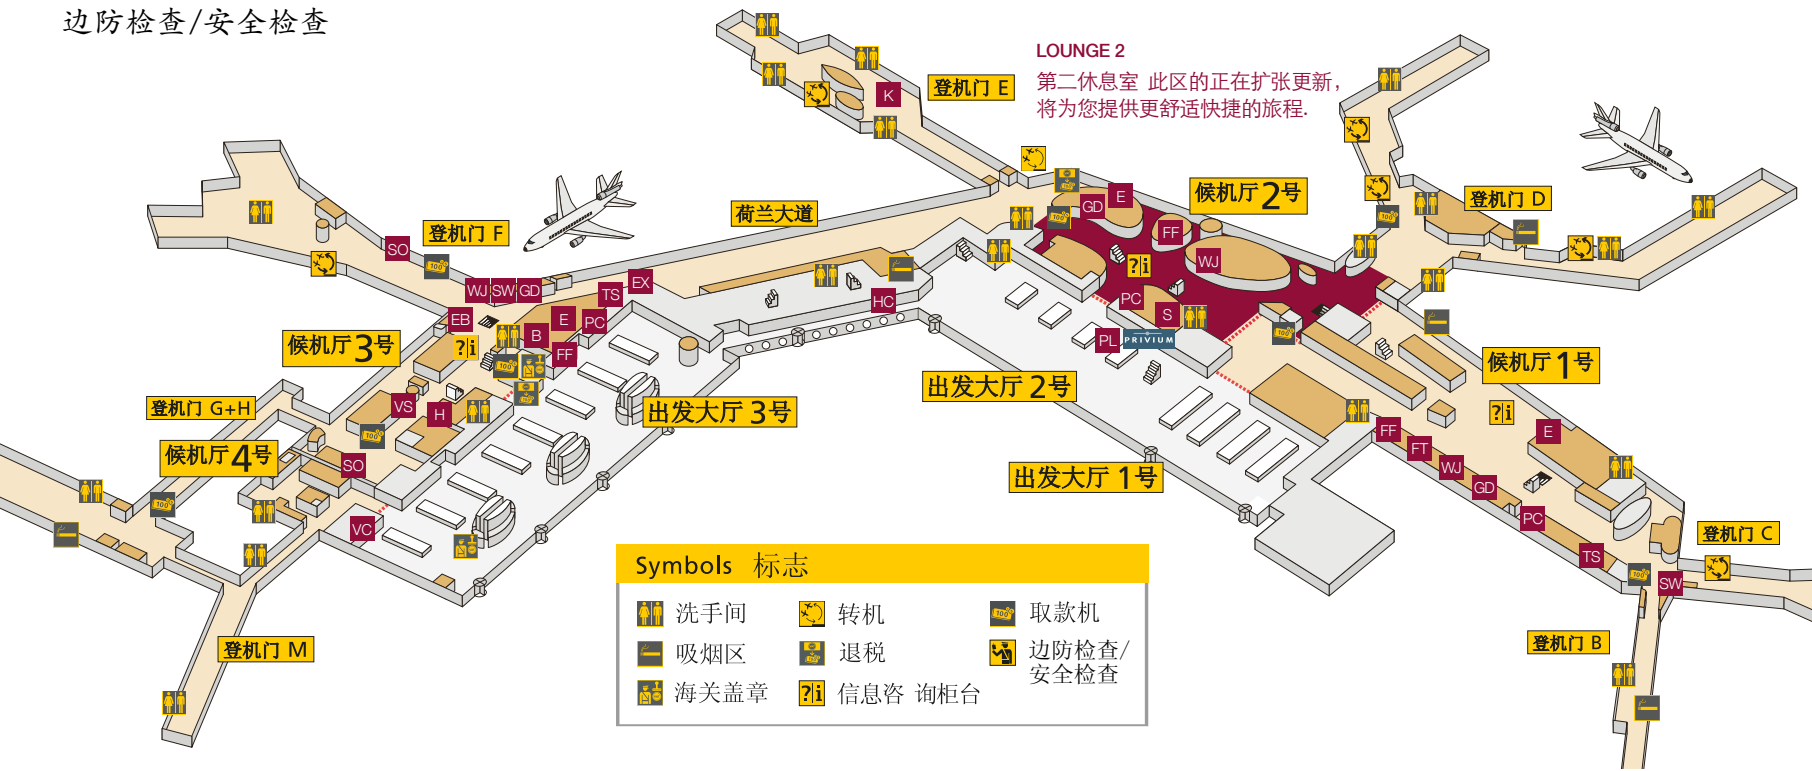 边防检查/安全检查
LOUNGE 2
第二休息室 此区的正在扩张更新，
将为您提供更舒适快捷的旅程.
登机门 E
K
候机厅2号
登机门 D
荷兰大道
登机门 F
SO
E
GD
FF
WJ
WJ
SW
GD
EX
TS
EB
E
PC
B
FF
HC
PC
S
PL
PRIVIUM
?i
?i
?i
候机厅3号
候机厅1号
出发大厅 2号
出发大厅 3号
登机门 G+H
VS
H
候机厅4号
SO
出发大厅 1号
VC
FF
FT
WJ
GD
PC
TS
E
SW
登机门 C
登机门 B
登机门 M
Symbols 标志
洗手间
转机
取款机
吸烟区
退税
边防检查/
安全检查
海关盖章
?i
信息咨 询柜台